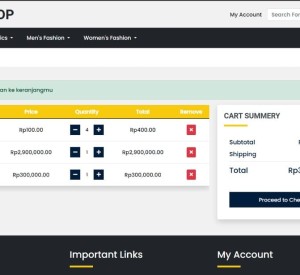 OP
My Account
Search For
ics Men's Fashion Women's Fashion
an ke keranjangmu
Price Quantity Total Remove
Rp100.00 4 Rp400.00
Rp2,900,000.00 1 Rp2,900,000.00
Rp300,000.00 1 Rp300,000.00
CART SUMMERY
Subtotal
Shipping
Total Rp3
Proceed to Che
Important Links
My Account